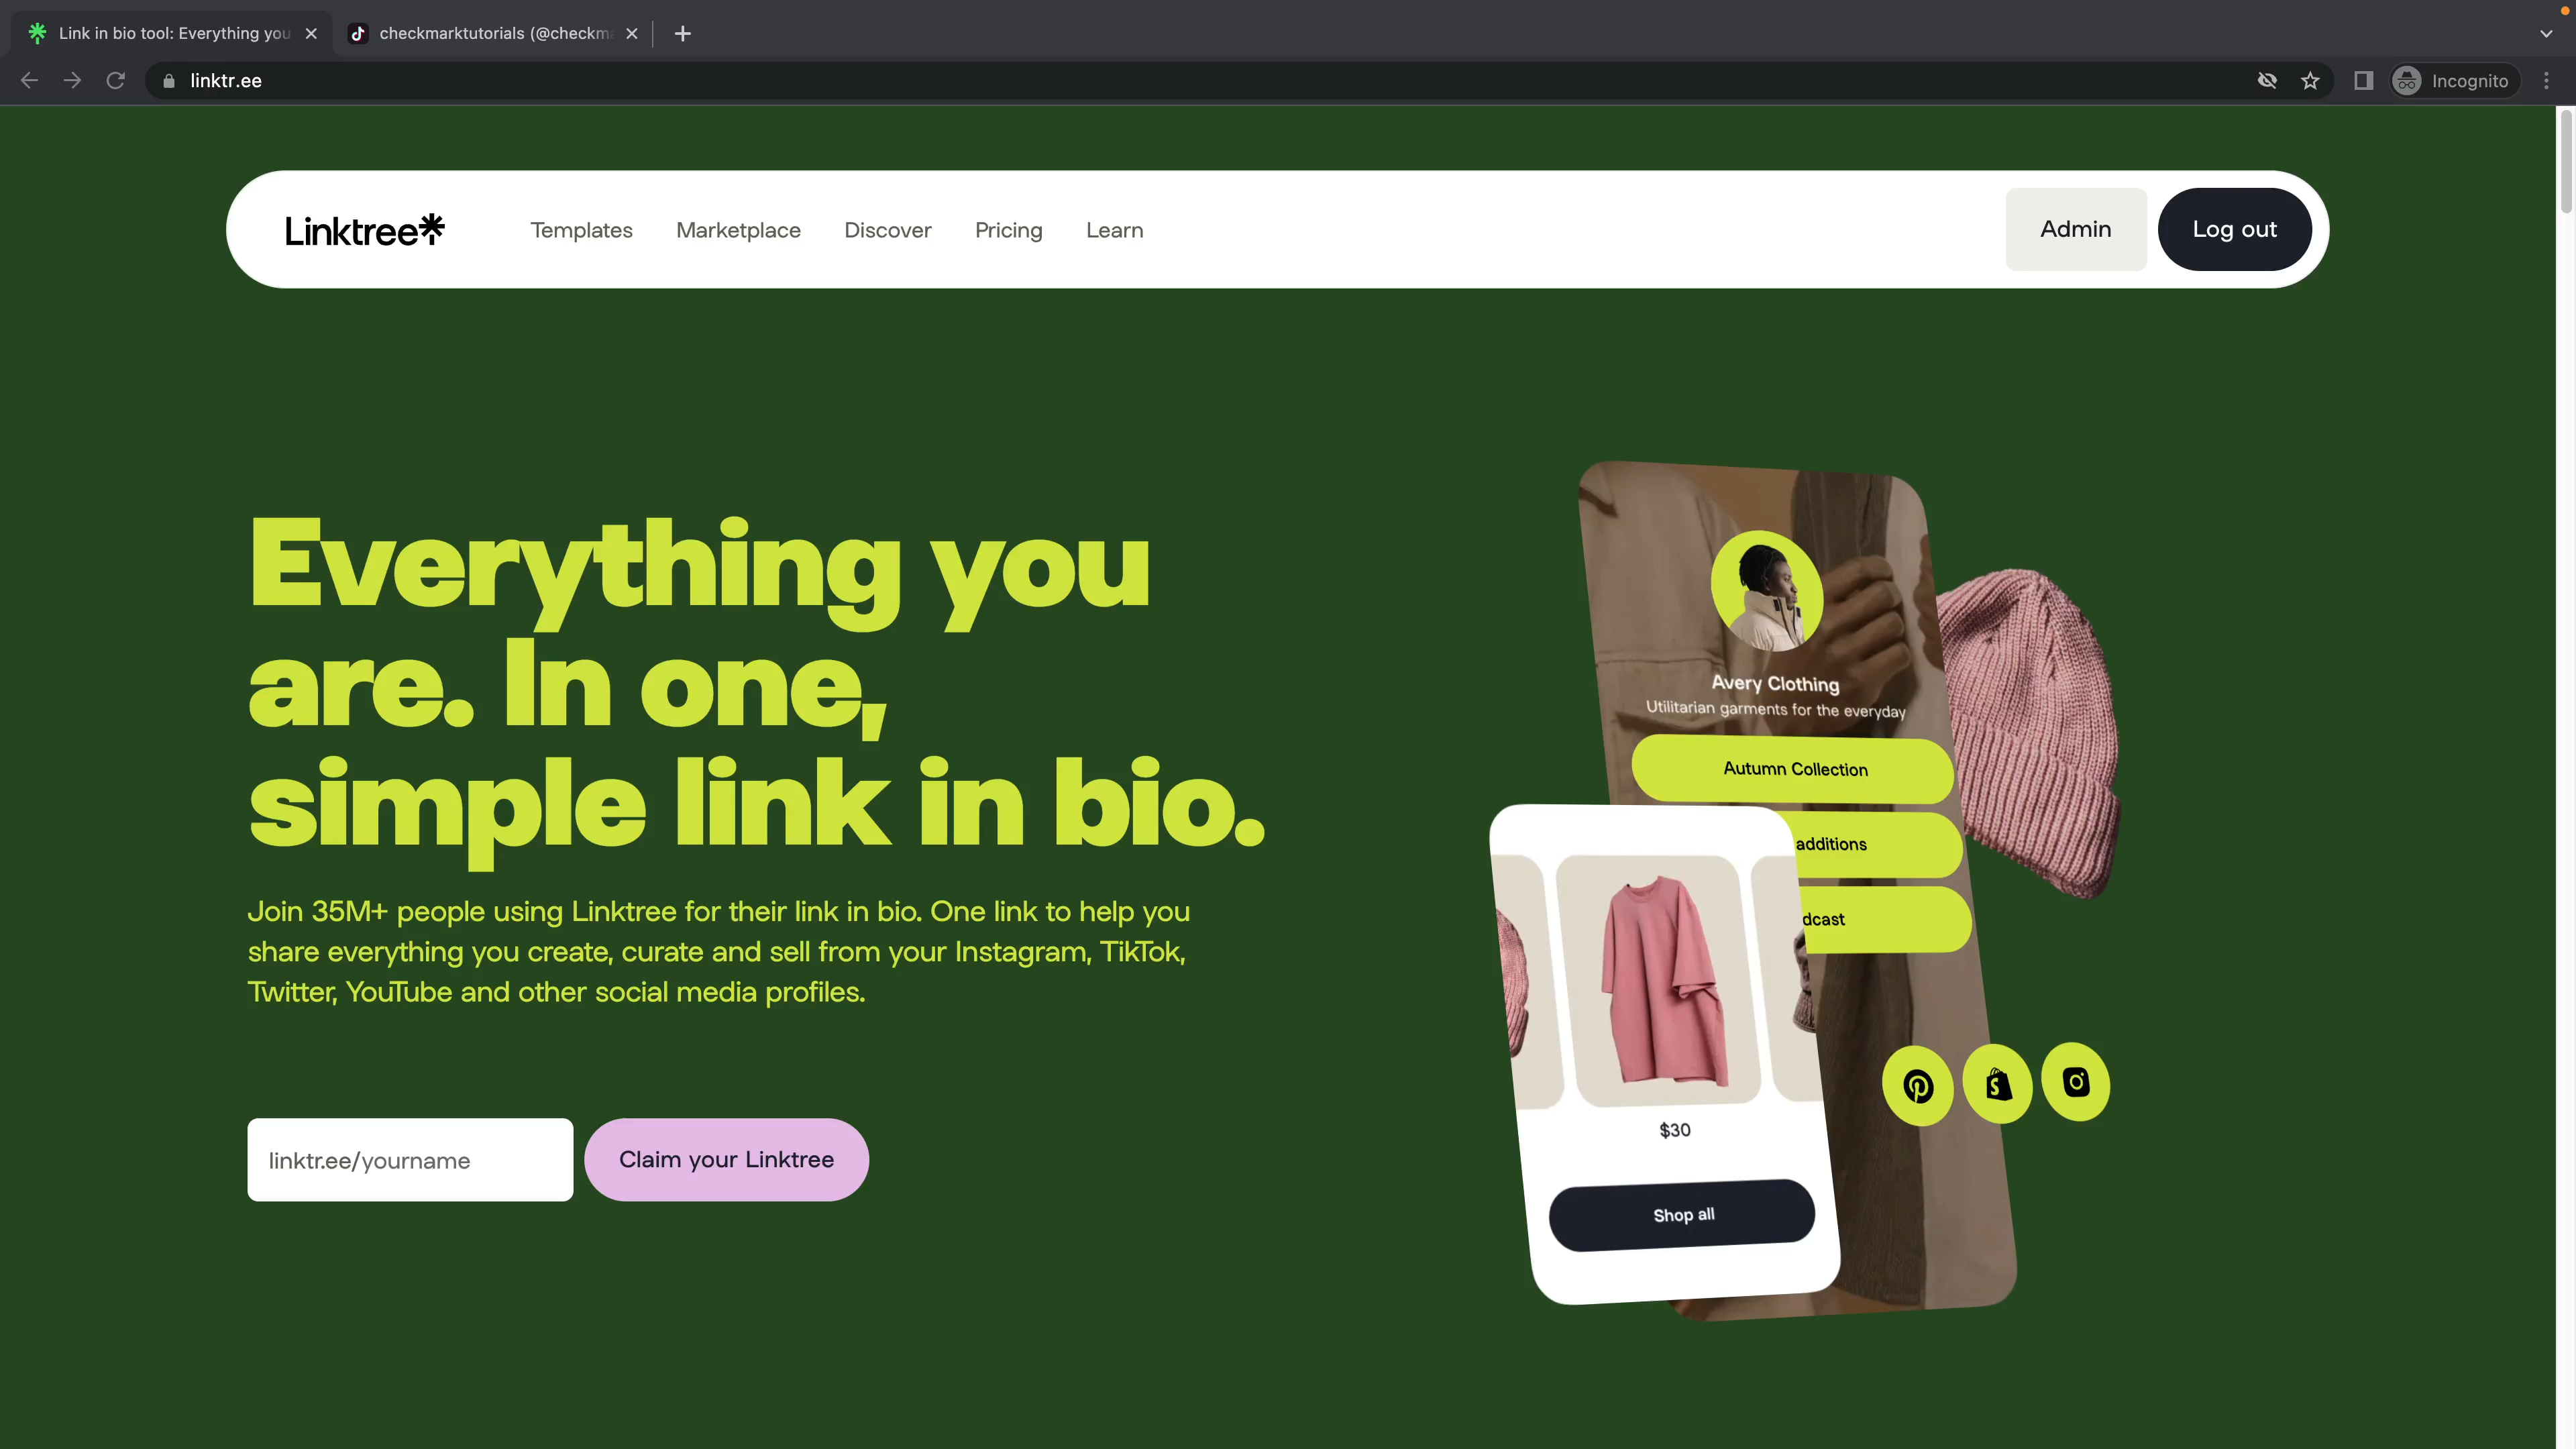 Link in bio tool: Everything you
checkmarktutorials (@checkma
linktr.ee
Incognito
Linktree
Templates
Marketplace
Discover
Pricing
Learn
Admin
Log out
Everything you
are. In one,
simple link in bio.
Join 35M+ people using Linktree for their link in bio. One link to help you
share everything you create, curate and sell from your Instagram, TikTok,
Twitter, YouTube and other social media profiles.
linktr.ee/yourname
Claim your Linktree
Avery Clothing
Utilitarian garments for the everyday
Autumn Collection
additions
dcast
$30
Shop all